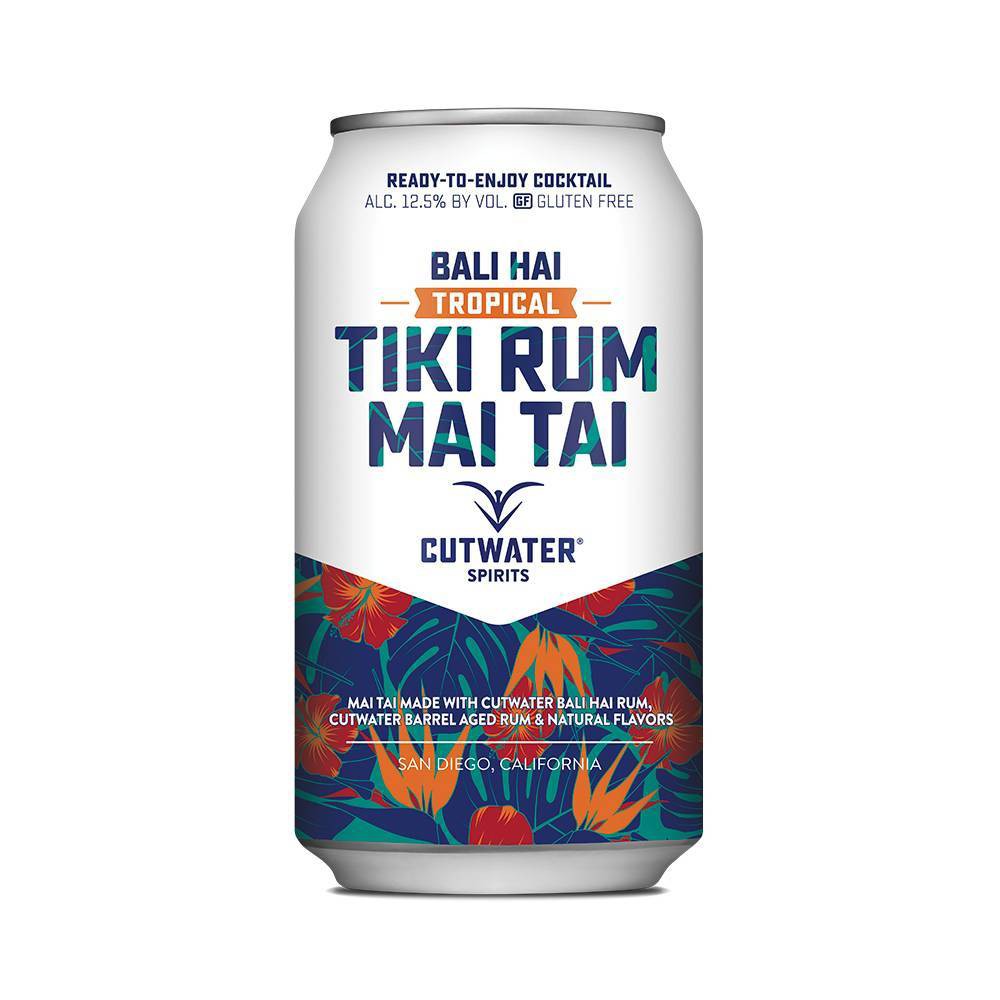 READY-TO-ENJOY COCKTAIL
ALC. 12.5% BY VOL. GF GLUTEN FREE
BALI HAI
TROPICAL
TIKI RUM
MAI TAI
CUTWATER®
SPIRITS
MAI TAI MADE WITH CUTWATER BALI HAI RUM,
CUTWATER BARREL AGED RUM & NATURAL FLAVORS
SAN DIEGO, CALIFORNIA